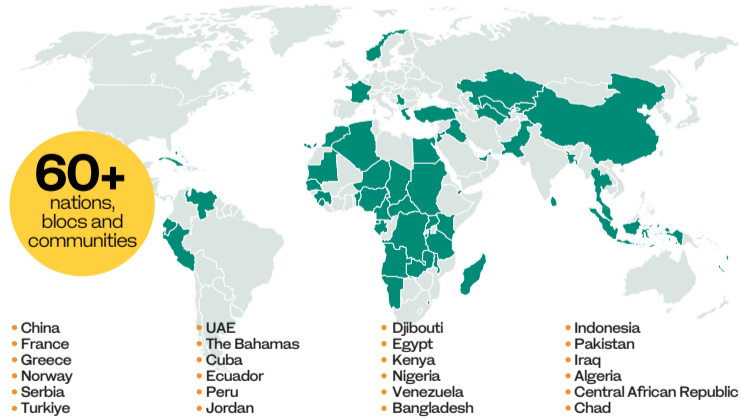 60+
nations,
blocs and
communities
• China
• France
• Greece
• Norway
• Serbia
• Turkiye
• UAE
• The Bahamas
• Cuba
• Ecuador
• Peru
• Jordan
• Djibouti
• Egypt
• Kenya
• Nigeria
• Venezuela
• Bangladesh
• Indonesia
• Pakistan
• Iraq
• Algeria
• Central African Republic
• Chad